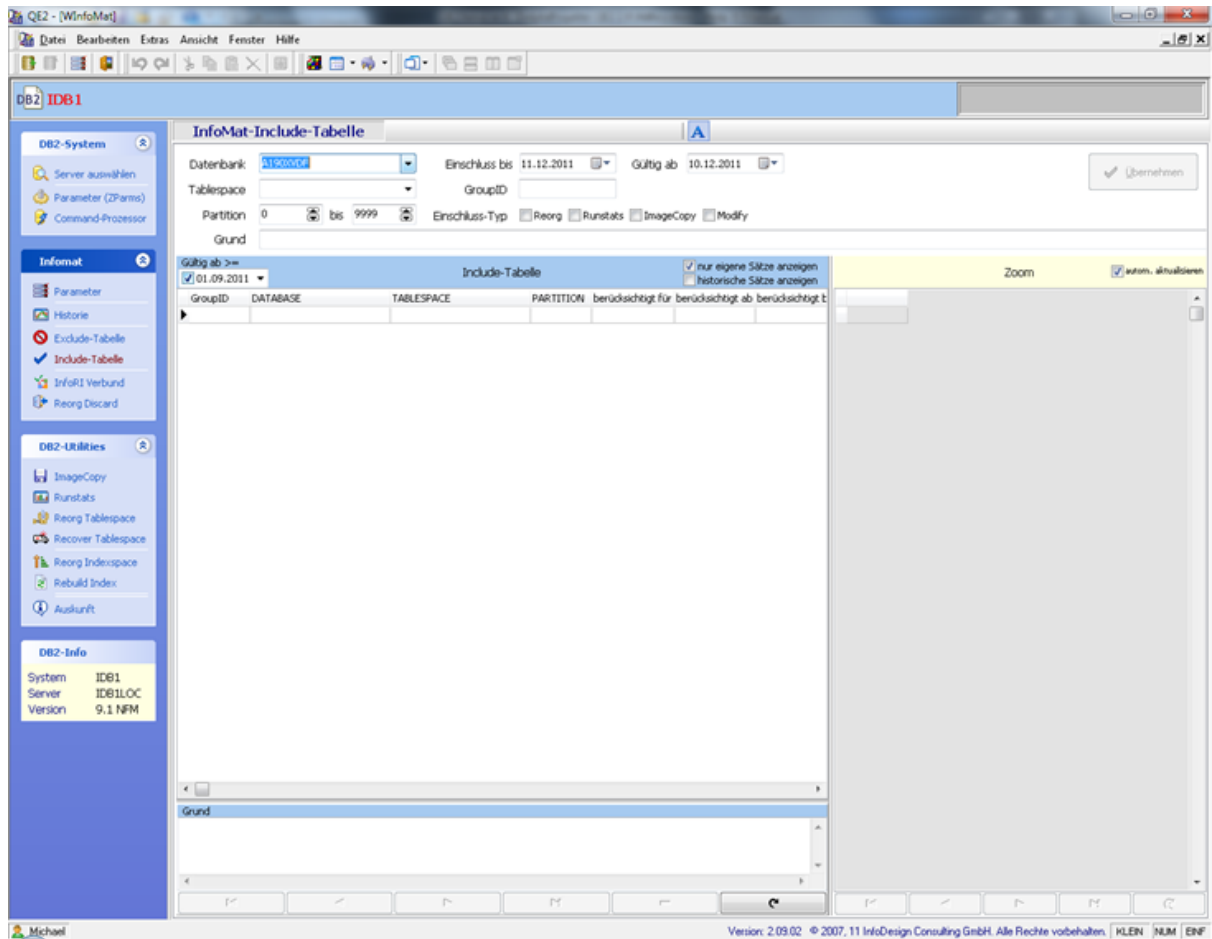 QE2 - [WInfoMat]
Datei Bearbeiten Extras Ansicht Fenster Hilfe
DB2 IDB1
DB2-System
Server auswählen
Parameter (ZParms)
Command-Prozessor
Infomat
Parameter
Historie
Exclude-Tabelle
Include-Tabelle
InfoRI Verbund
Reorg Discard
DB2-Utilities
ImageCopy
Runstats
Reorg Tablespace
Recover Tablespace
Reorg Indexspace
Rebuild Index
Auskunft
DB2-Info
System IDB1
Server IDB1LOC
Version 9.1 NFM
InfoMat-Include-Tabelle A
Datenbank A190XVDF Einschluss bis 11.12.2011 Gültig ab 10.12.2011 Übernehmen
Tablespace GroupID
Partition 0 bis 9999 Einschluss-Typ Reorg Runstats ImageCopy Modify
Grund
Gültig ab >=
01.09.2011
Include-Tabelle
nur eigene Sätze anzeigen
historische Sätze anzeigen
Zoom autom. aktualisieren
GroupID DATABASE TABLESPACE PARTITION berücksichtigt für berücksichtigt ab berücksichtigt b
Grund
Michael
Version: 2.09.02 © 2007, 11 InfoDesign Consulting GmbH. Alle Rechte vorbehalten. KLEIN NUM EINF